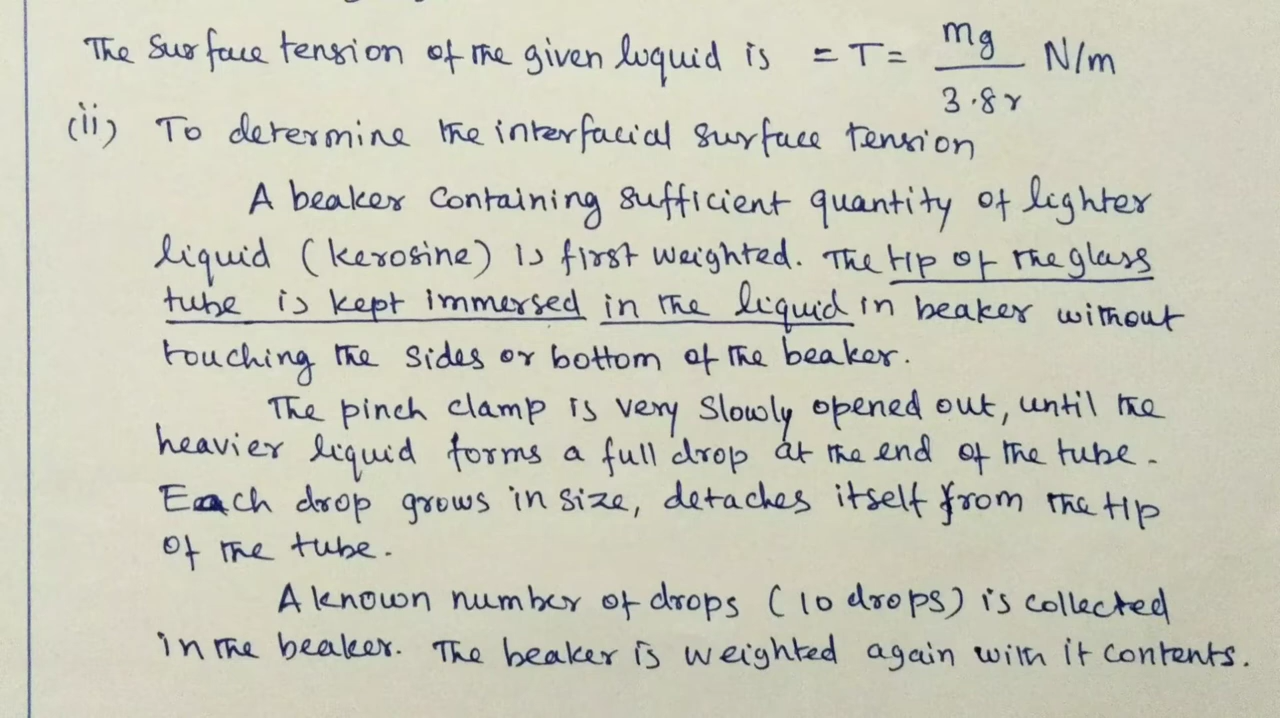 The Surface tension of the given luquid is = T = mg / 3.8r N/m
(ii) To determine the interfacial surface tension
A beaker containing sufficient quantity of lighter
liquid (kerosine) is first weighted. The tip of the glass
tube is kept immersed in the liquid in beaker without
touching the sides or bottom of the beaker.
The pinch clamp is very slowly opened out, until the
heavier liquid forms a full drop at the end of the tube.
Each drop grows in size, detaches itself from the tip
of the tube.
A known number of drops (10 drops) is collected
in the beaker. The beaker is weighted again with it contents.